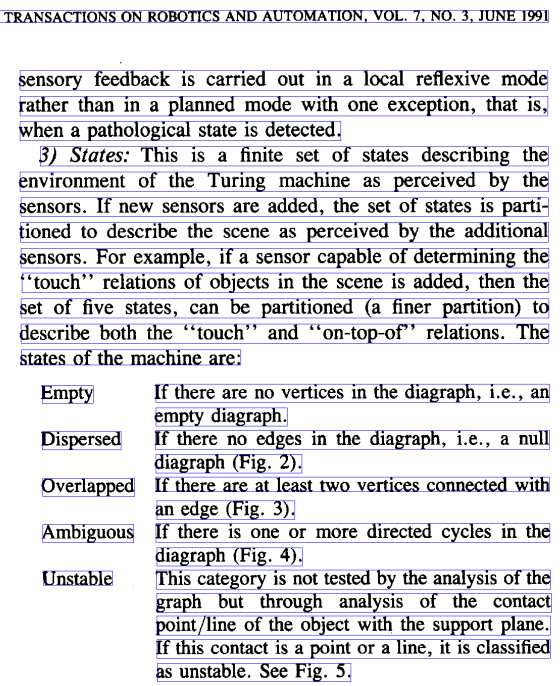 TRANSACTIONS ON ROBOTICS AND AUTOMATION, VOL. 7, NO. 3, JUNE 1991
sensory feedback is carried out in a local reflexive mode
rather than in a planned mode with one exception, that is,
when a pathological state is detected.
3) States: This is a finite set of states describing the
environment of the Turing machine as perceived by the
sensors. If new sensors are added, the set of states is parti-
tioned to describe the scene as perceived by the additional
sensors. For example, if a sensor capable of determining the
‘‘touch’’ relations of objects in the scene is added, then the
set of five states, can be partitioned (a finer partition) to
describe both the ‘‘touch’’ and ‘‘on-top-of’’ relations. The
states of the machine are:
Empty If there are no vertices in the diagraph, i.e., an
empty diagraph.
Dispersed If there no edges in the diagraph, i.e., a null
diagraph (Fig. 2).
Overlapped If there are at least two vertices connected with
an edge (Fig. 3).
Ambiguous If there is one or more directed cycles in the
diagraph (Fig. 4).
Unstable This category is not tested by the analysis of the
graph but through analysis of the contact
point/line of the object with the support plane.
If this contact is a point or a line, it is classified
as unstable. See Fig. 5.